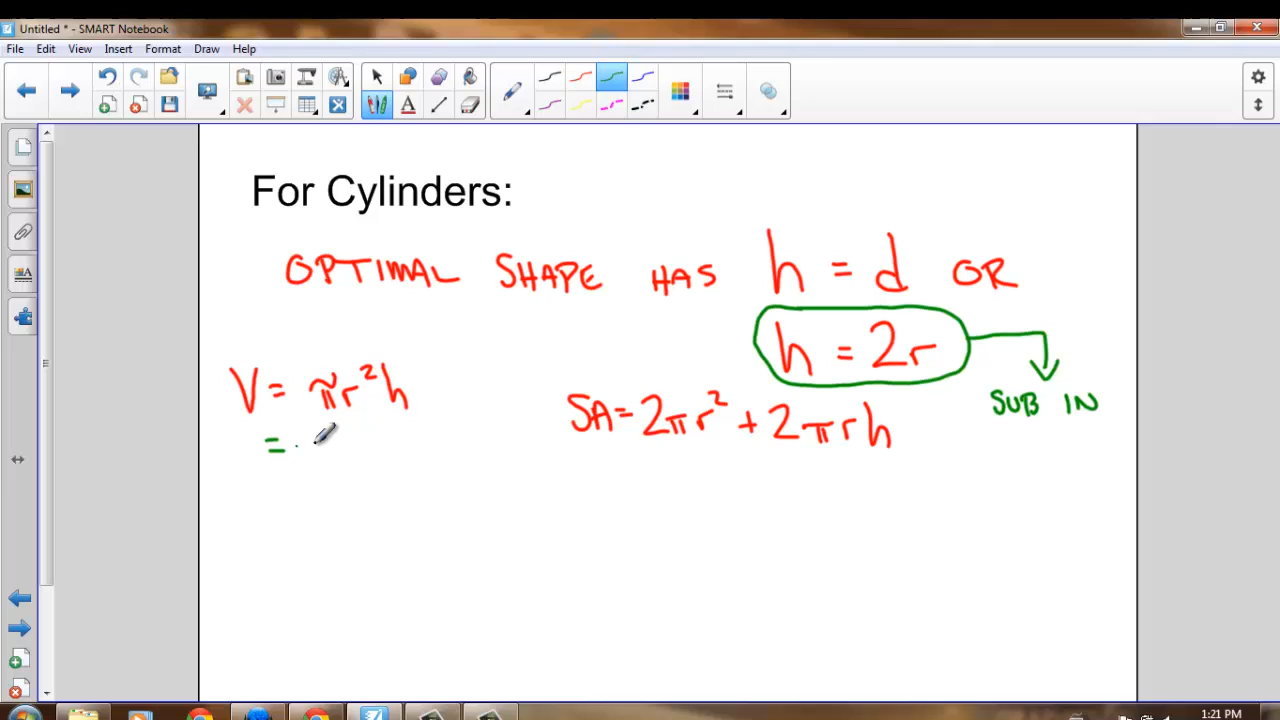 Untitled * - SMART Notebook
File Edit View Insert Format Draw Help
For Cylinders:
OPTIMAL SHAPE HAS h = d OR
h = 2r
V = πr²h
SA = 2πr² + 2πrh
SUB IN
=
1:21 PM